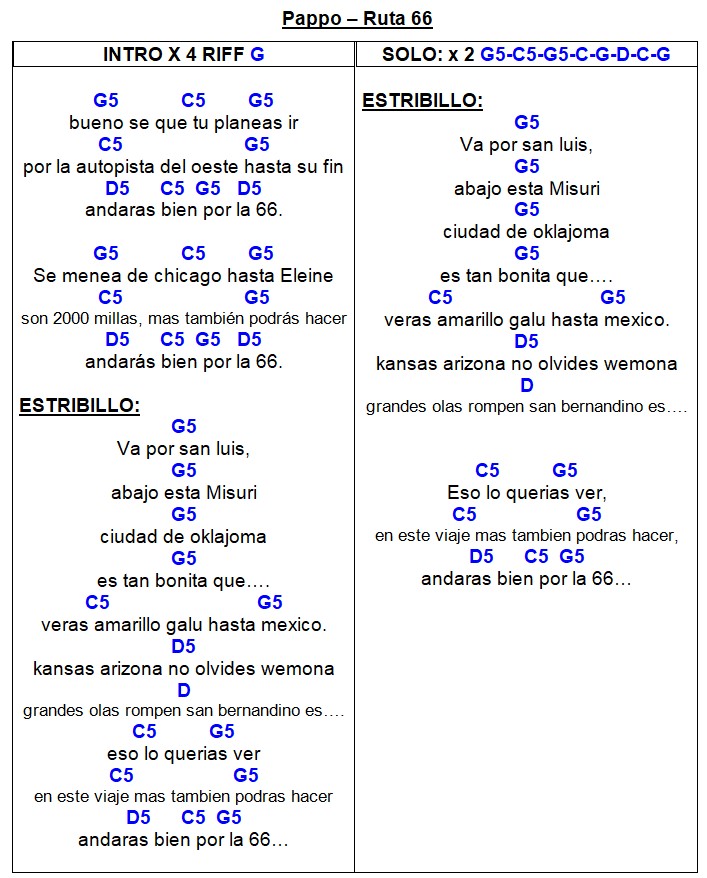 Pappo – Ruta 66
INTRO X 4 RIFF G
G5 C5 G5
bueno se que tu planeas ir
C5 G5
por la autopista del oeste hasta su fin
D5 C5 G5 D5
andaras bien por la 66.
G5 C5 G5
Se menea de chicago hasta Eleine
C5 G5
son 2000 millas, mas también podrás hacer
D5 C5 G5 D5
andarás bien por la 66.
ESTRIBILLO:
G5
Va por san luis,
G5
abajo esta Misuri
G5
ciudad de oklajoma
G5
es tan bonita que….
C5 G5
veras amarillo galu hasta mexico.
D5
kansas arizona no olvides wemona
D
grandes olas rompen san bernandino es….
C5 G5
eso lo querias ver
C5 G5
en este viaje mas tambien podras hacer
D5 C5 G5
andaras bien por la 66…
SOLO: x 2 G5-C5-G5-C-G-D-C-G
ESTRIBILLO:
G5
Va por san luis,
G5
abajo esta Misuri
G5
ciudad de oklajoma
G5
es tan bonita que….
C5 G5
veras amarillo galu hasta mexico.
D5
kansas arizona no olvides wemona
D
grandes olas rompen san bernandino es….
C5 G5
Eso lo querias ver,
C5 G5
en este viaje mas tambien podras hacer,
D5 C5 G5
andaras bien por la 66…